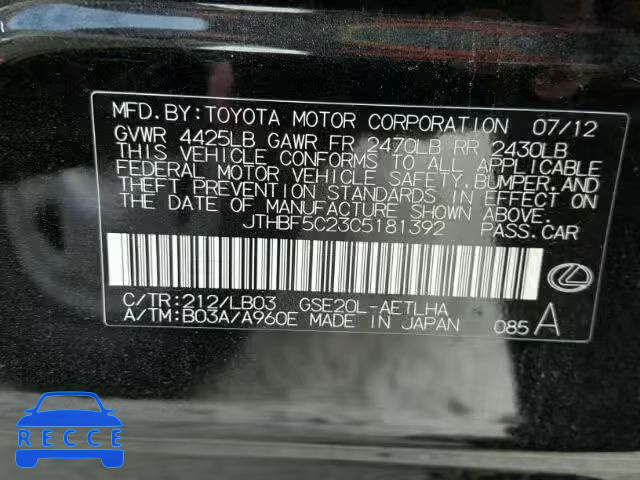 MFD.BY:TOYOTA MOTOR CORPORATION 07/12
GVWR 4425LB GAWR FR 2470LB RR 2430LB
THIS VEHICLE CONFORMS TO ALL APPLICABLE
FEDERAL MOTOR VEHICLE SAFETY,BUMPER,AND
THEFT PREVENTION STANDARDS IN EFFECT ON
THE DATE OF MANUFACTURE SHOWN ABOVE.
JTHBF5C23C5181392 PASS.CAR
C/TR:212/LB03 GSE20L-AETLHA
A/TM:B03A/A960E MADE IN JAPAN 085 A
RECCE